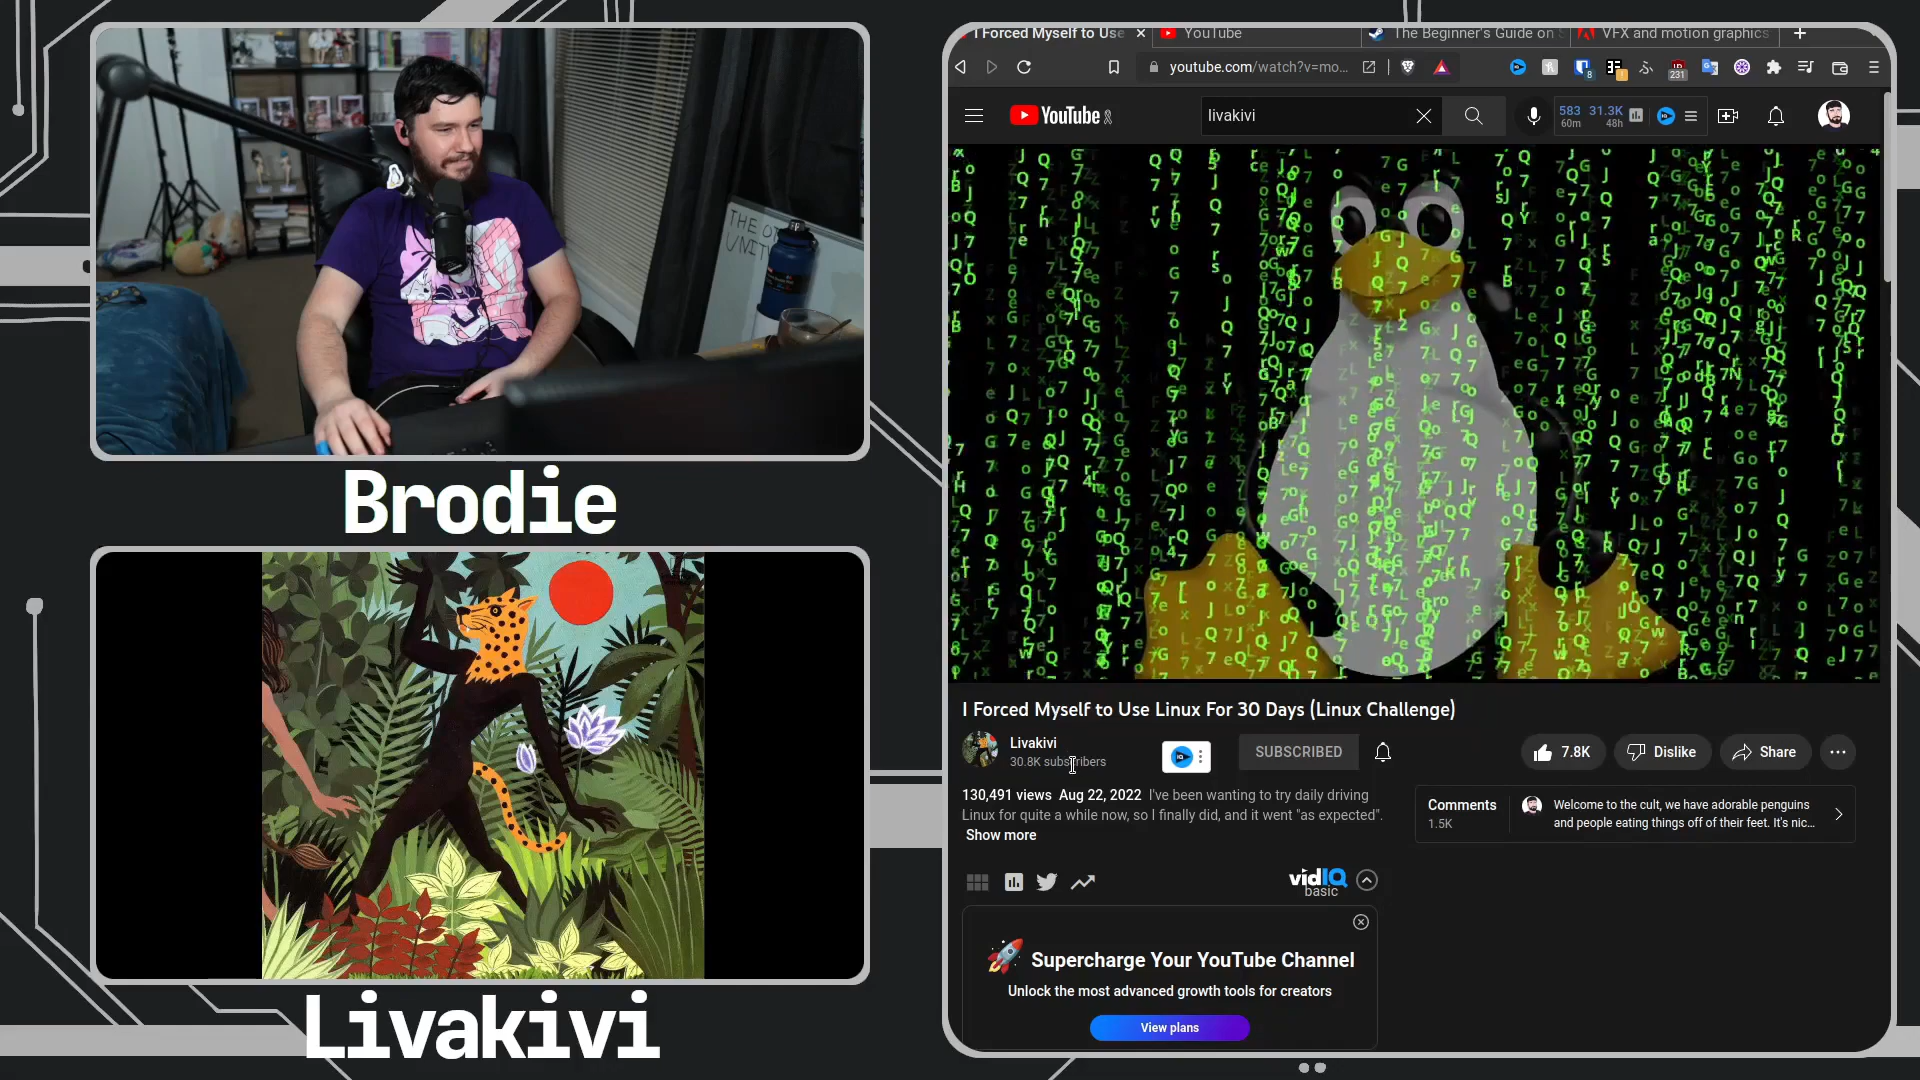 THE OT
UNITY
Brodie
Livakivi
I Forced Myself to Use
YouTube
The Beginner's Guide on S
VFX and motion graphics
youtube.com/watch?v=mo...
8
231
YouTube
livakivi
583 31.3K
60m 48h
I Forced Myself to Use Linux For 30 Days (Linux Challenge)
Livakivi
30.8K subscribers
SUBSCRIBED
7.8K
Dislike
Share
130,491 views Aug 22, 2022 I've been wanting to try daily driving
Linux for quite a while now, so I finally did, and it went "as expected".
Show more
Comments
1.5K
Welcome to the cult, we have adorable penguins
and people eating things off of their feet. It's nic...
vidIQ
basic
Supercharge Your YouTube Channel
Unlock the most advanced growth tools for creators
View plans